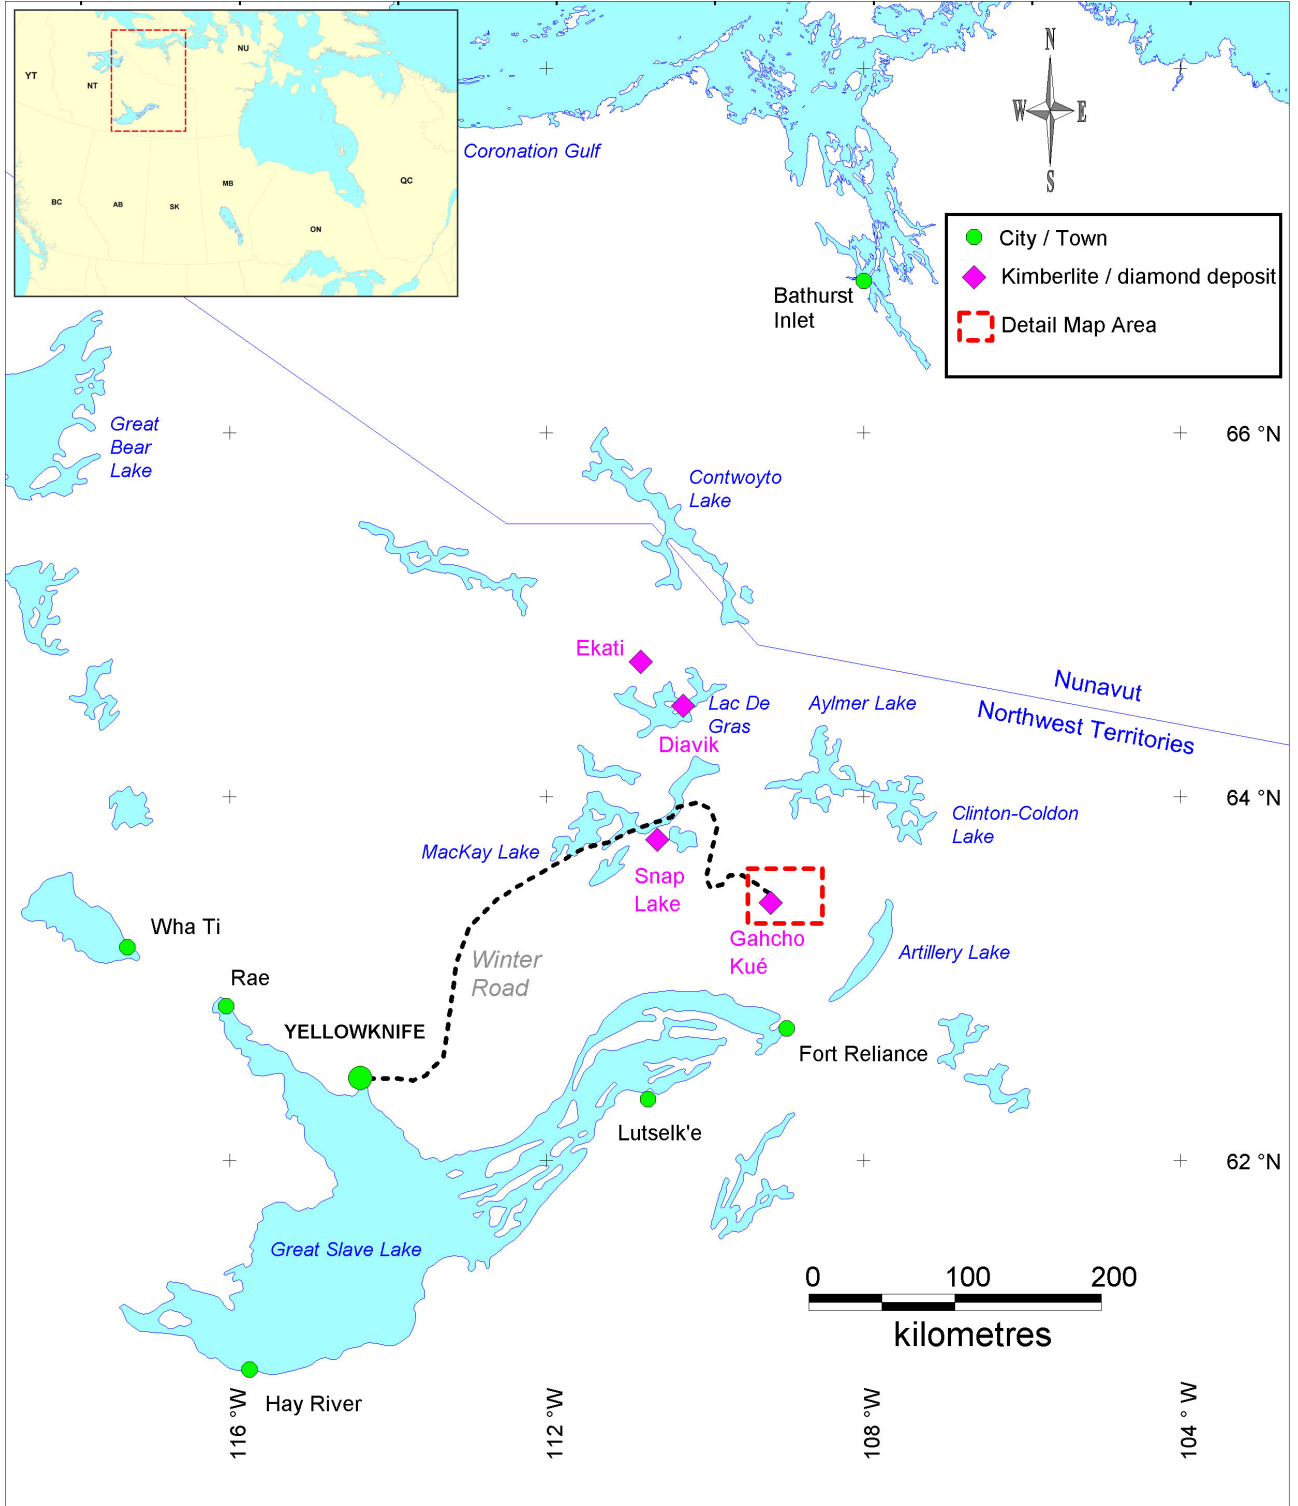 YT
NT
NU
BC
AB
SK
MB
ON
QC
Coronation Gulf
N
W E
S
City / Town
Kimberlite / diamond deposit
Detail Map Area
Bathurst
Inlet
Great
Bear
Lake
66 °N
Contwoyto
Lake
Ekati
Nunavut
Northwest Territories
Lac De
Gras
Aylmer Lake
Diavik
64 °N
Clinton-Coldon
Lake
MacKay Lake
Snap
Lake
Wha Ti
Gahcho
Kué
Artillery Lake
Winter
Road
Rae
YELLOWKNIFE
Fort Reliance
Lutselk'e
62 °N
Great Slave Lake
0 100 200
kilometres
Hay River
116 °W
112 °W
108 °W
104 ° W